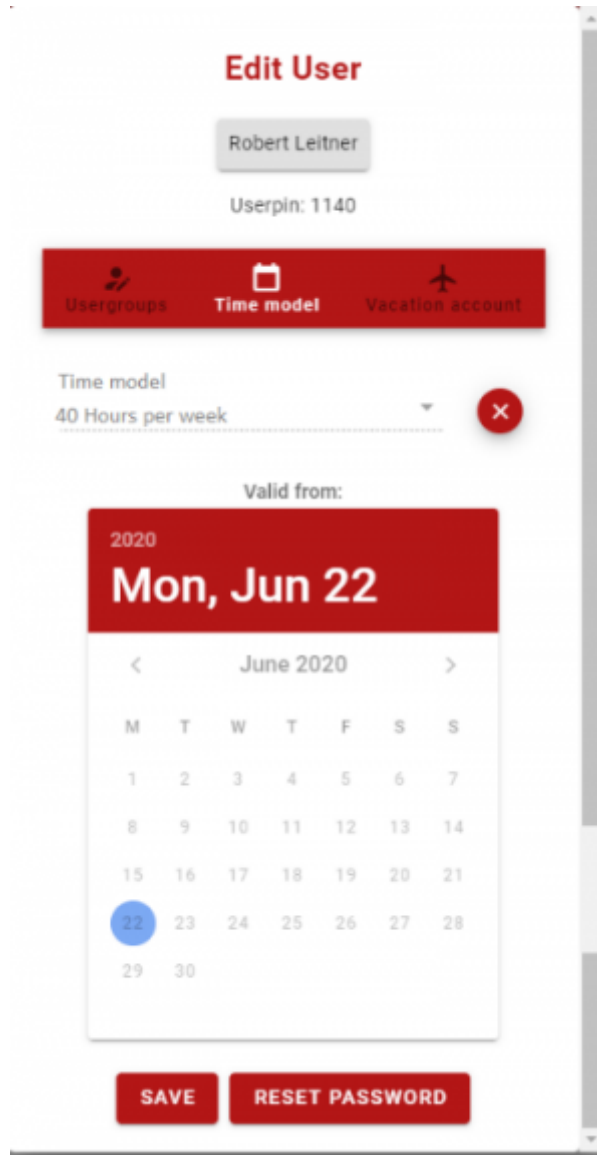 Edit User
Robert Leitner
Userpin: 1140
Usergroups Time model Vacation account
Time model
40 Hours per week
Valid from:
2020
Mon, Jun 22
June 2020
M T W T F S S
1 2 3 4 5 6 7
8 9 10 11 12 13 14
15 16 17 18 19 20 21
22 23 24 25 26 27 28
29 30
SAVE RESET PASSWORD